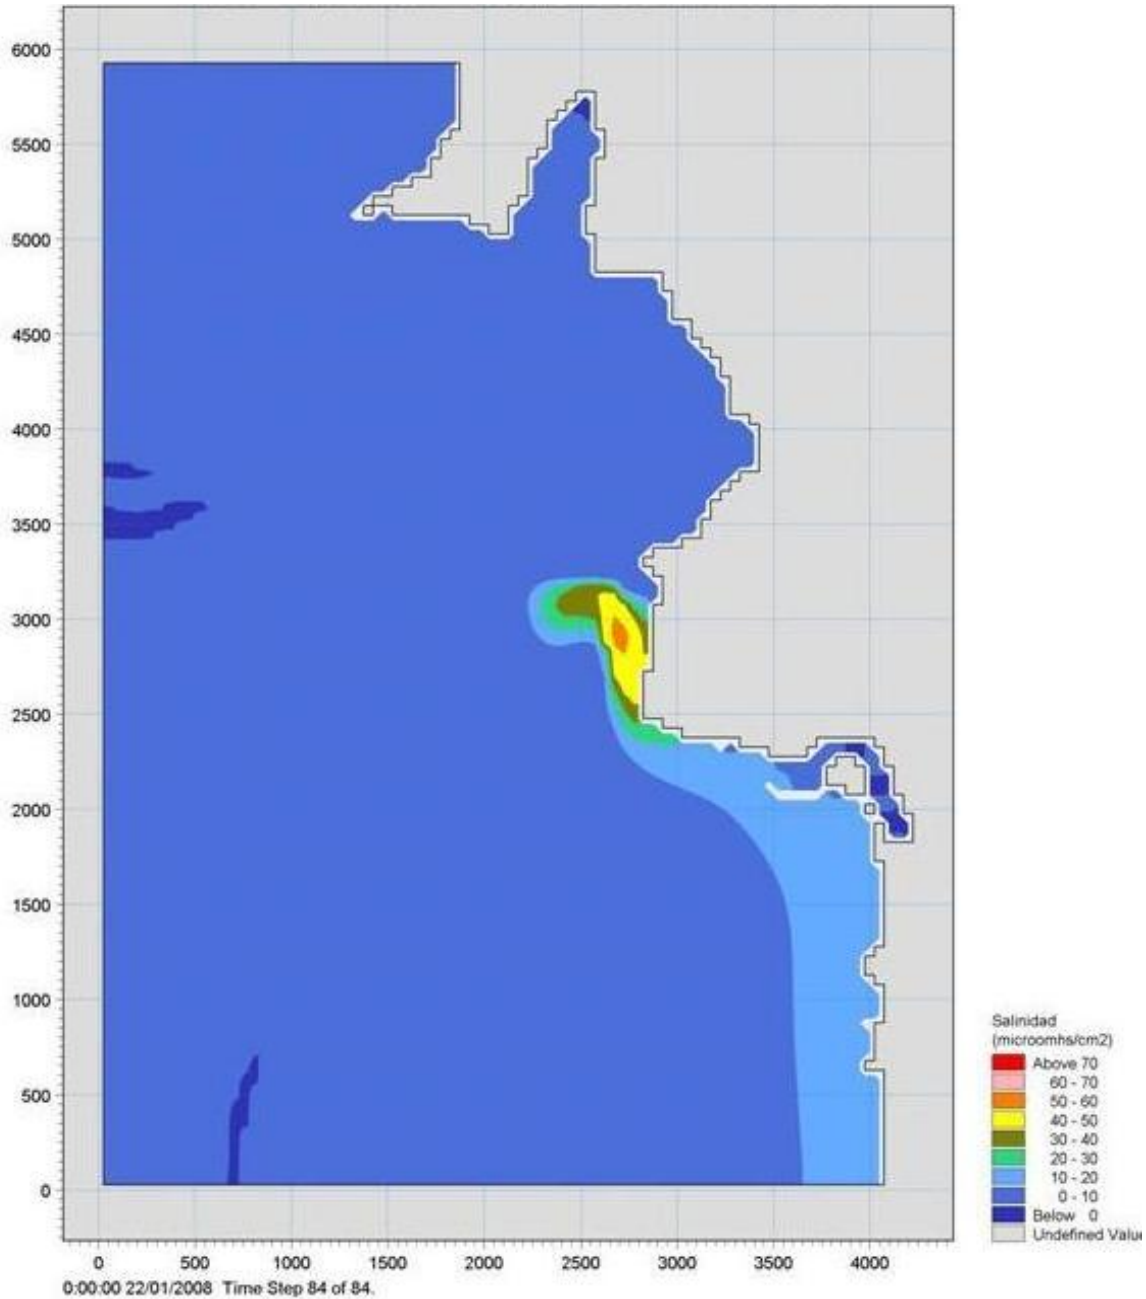 6000
5500
5000
4500
4000
3500
3000
2500
2000
1500
1000
500
0
Salinidad
(microomhs/cm2)
Above 70
60 - 70
50 - 60
40 - 50
30 - 40
20 - 30
10 - 20
0 - 10
Below 0
Undefined Value
0 500 1000 1500 2000 2500 3000 3500 4000
0:00:00 22/01/2008 Time Step 84 of 84.